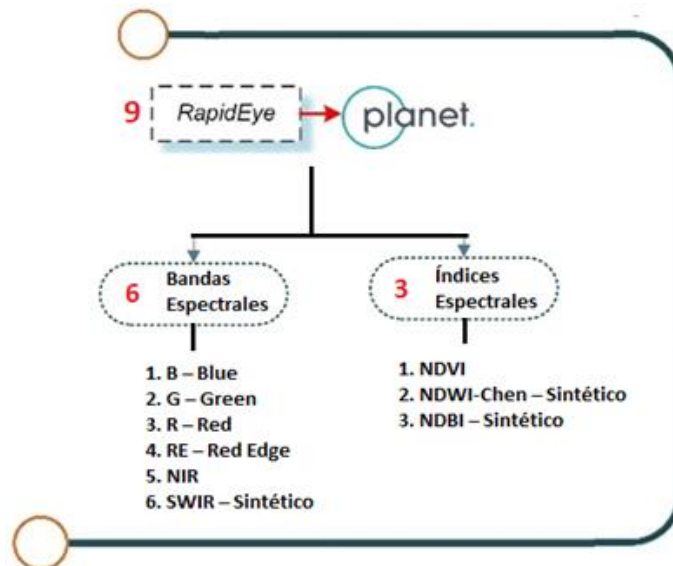 9 RapidEye planet.
6 Bandas
Espectrales
3 Índices
Espectrales
1. B – Blue
2. G – Green
3. R – Red
4. RE – Red Edge
5. NIR
6. SWIR – Sintético
1. NDVI
2. NDWI-Chen – Sintético
3. NDBI – Sintético